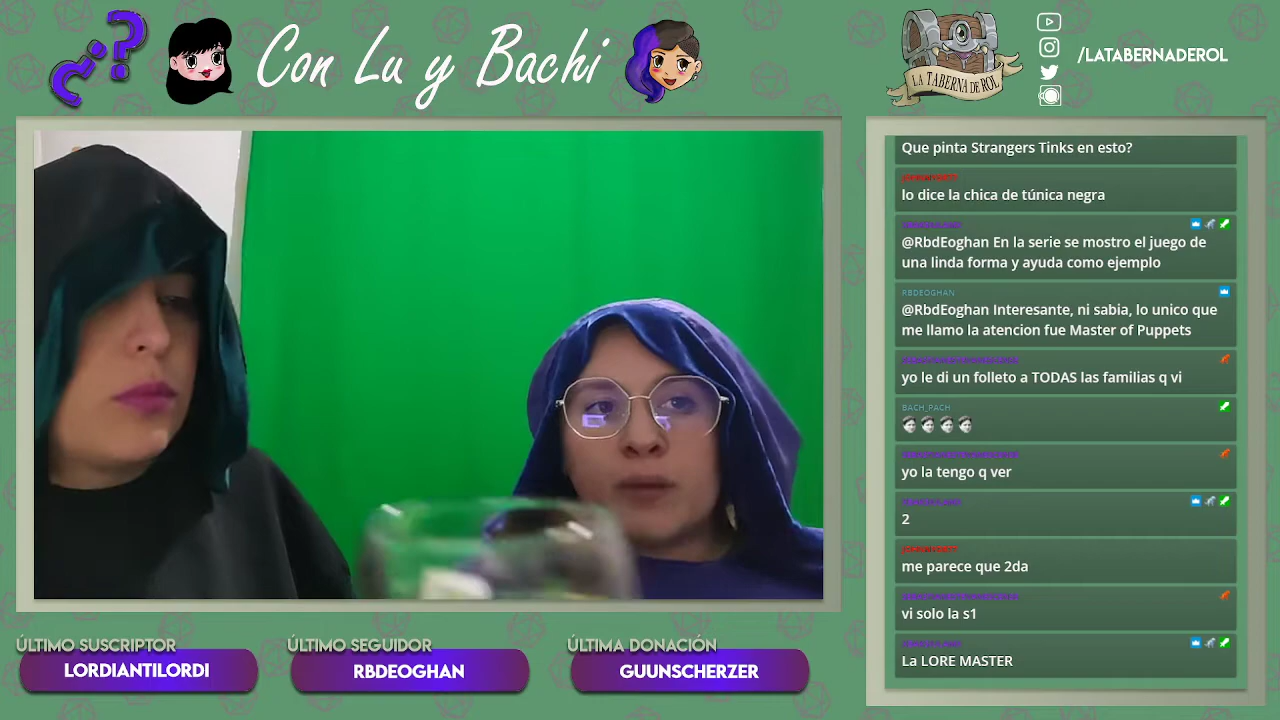 ¿?
Con Lu y Bachi
LA TABERNA DE ROL
/LATABERNADEROL
Que pinta Strangers Tinks en esto?
lo dice la chica de túnica negra
@RbdEoghan En la serie se mostro el juego de
una linda forma y ayuda como ejemplo
RBDEOGHAN
@RbdEoghan Interesante, ni sabia, lo unico que
me llamo la atencion fue Master of Puppets
yo le di un folleto a TODAS las familias q vi
BACH_PACH
yo la tengo q ver
2
me parece que 2da
vi solo la s1
La LORE MASTER
ÚLTIMO SUSCRIPTOR
LORDIANTILORDI
ÚLTIMO SEGUIDOR
RBDEOGHAN
ÚLTIMA DONACIÓN
GUUNSCHERZER